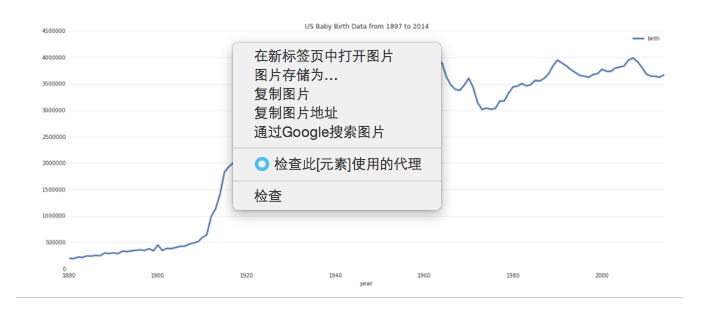 US Baby Birth Data from 1897 to 2014
4500000
birth
4000000
3500000
3000000
2500000
2000000
1500000
1000000
500000
0
在新标签页中打开图片
图片存储为...
复制图片
复制图片地址
通过Google搜索图片
检查此[元素]使用的代理
检查
1880
1900
1920
1940
1960
1980
2000
year